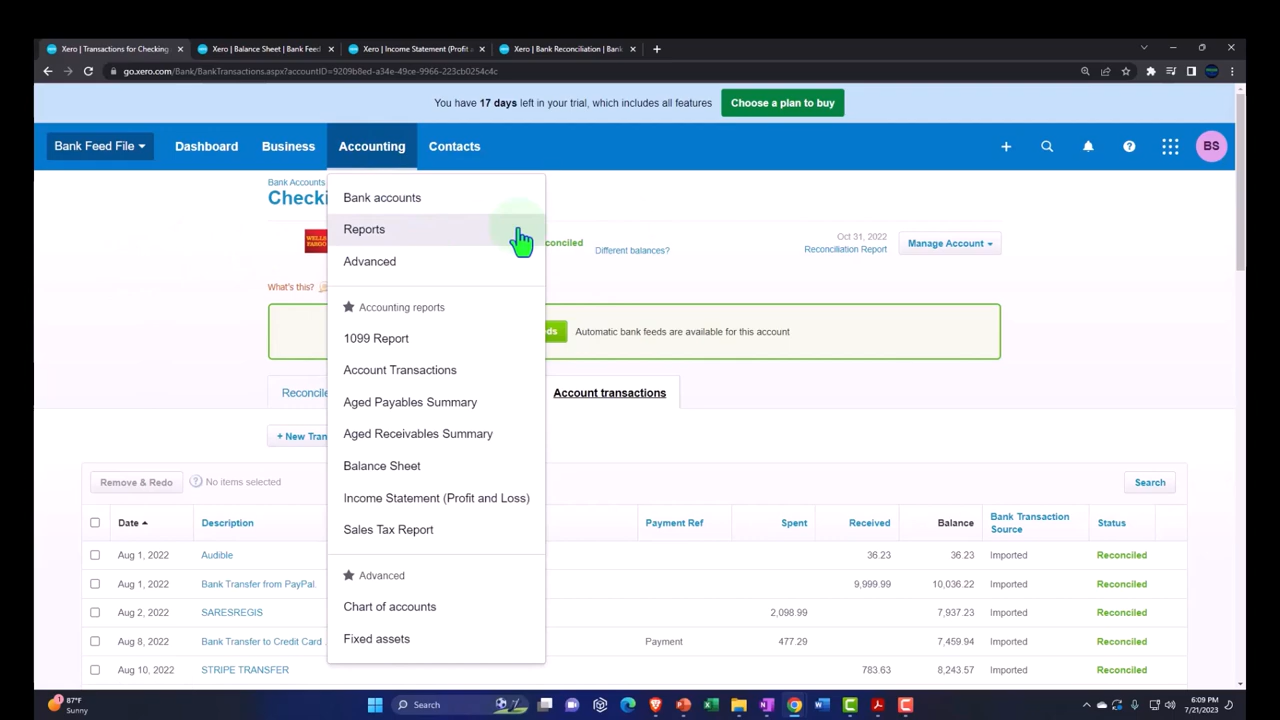 Xero | Transactions for Checking
Xero | Balance Sheet | Bank Feed
Xero | Income Statement (Profit a
Xero | Bank Reconciliation | Bank
go.xero.com/Bank/BankTransactions.aspx?accountID=9209b8ed-a34e-49ce-9966-223cb0254c4c
You have 17 days left in your trial, which includes all features
Choose a plan to buy
Bank Feed File
Dashboard
Business
Accounting
Contacts
BS
Bank Accounts
Checki
WELLS
FARGO
onciled
Different balances?
Oct 31, 2022
Reconciliation Report
Manage Account
What's this?
ds
Automatic bank feeds are available for this account
Reconcile
Account transactions
+ New Tran
Bank accounts
Reports
Advanced
Accounting reports
1099 Report
Account Transactions
Aged Payables Summary
Aged Receivables Summary
Balance Sheet
Income Statement (Profit and Loss)
Sales Tax Report
Advanced
Chart of accounts
Fixed assets
Remove & Redo
? No items selected
Search
Date Description Payment Ref Spent Received Balance Bank Transaction Source Status
Aug 1, 2022 Audible 36.23 36.23 Imported Reconciled
Aug 1, 2022 Bank Transfer from PayPal. 9,999.99 10,036.22 Imported Reconciled
Aug 2, 2022 SARESREGIS 2,098.99 7,937.23 Imported Reconciled
Aug 8, 2022 Bank Transfer to Credit Card Payment 477.29 7,459.94 Imported Reconciled
Aug 10, 2022 STRIPE TRANSFER 783.63 8,243.57 Imported Reconciled
1
87°F
Sunny
Search
6:09 PM
7/21/2023